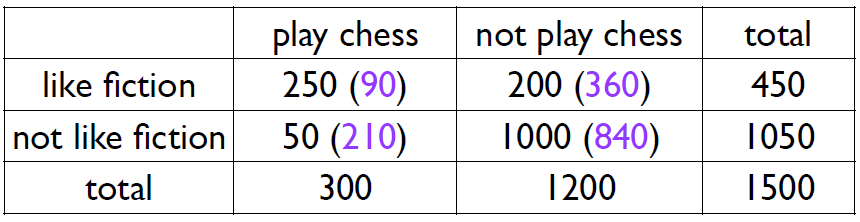 play chess not play chess total
like fiction 250 (90) 200 (360) 450
not like fiction 50 (210) 1000 (840) 1050
total 300 1200 1500